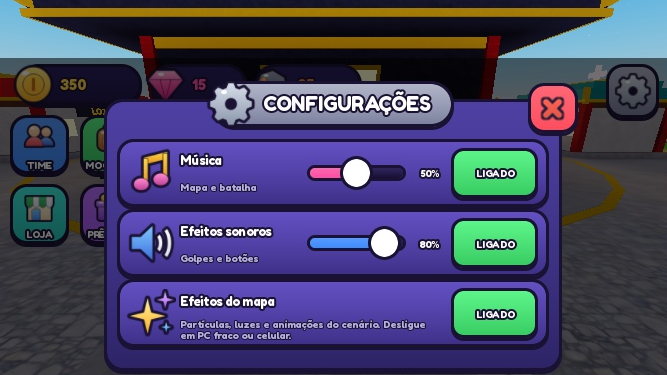 350
15
CONFIGURAÇÕES
TIME
LOJA
Música
Mapa e batalha
50%
LIGADO
Efeitos sonoros
Golpes e botões
80%
LIGADO
Efeitos do mapa
Partículas, luzes e animações do cenário. Desligue
em PC fraco ou celular.
LIGADO